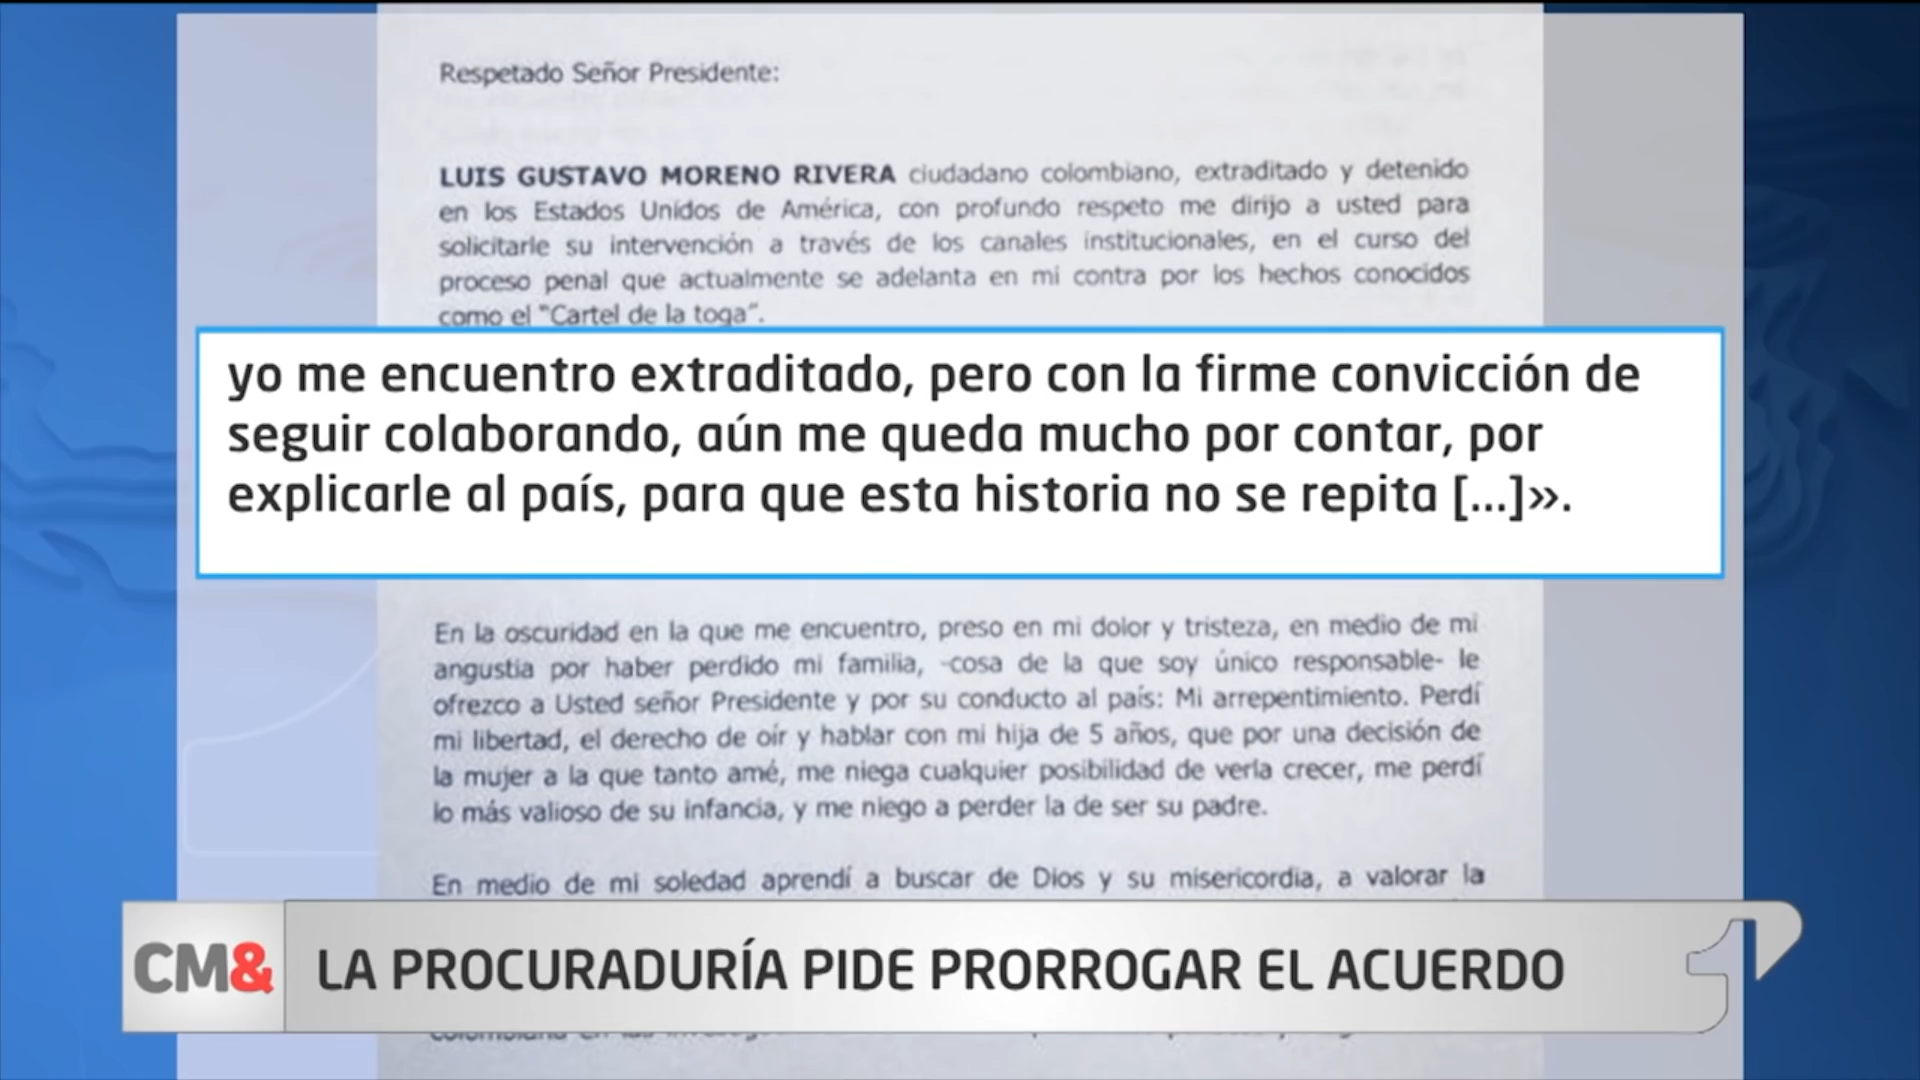 Respetado Señor Presidente:
LUIS GUSTAVO MORENO RIVERA ciudadano colombiano, extraditado y detenido
en los Estados Unidos de América, con profundo respeto me dirijo a usted para
solicitarle su intervención a través de los canales institucionales, en el curso del
proceso penal que actualmente se adelanta en mi contra por los hechos conocidos
como el "Cartel de la toga".
yo me encuentro extraditado, pero con la firme convicción de
seguir colaborando, aún me queda mucho por contar, por
explicarle al país, para que esta historia no se repita [...]».
En la oscuridad en la que me encuentro, preso en mi dolor y tristeza, en medio de mi
angustia por haber perdido mi familia, -cosa de la que soy único responsable- le
ofrezco a Usted señor Presidente y por su conducto al país: Mi arrepentimiento. Perdí
mi libertad, el derecho de oír y hablar con mi hija de 5 años, que por una decisión de
la mujer a la que tanto amé, me niega cualquier posibilidad de verla crecer, me perdí
lo más valioso de su infancia, y me niego a perder la de ser su padre.
En medio de mi soledad aprendí a buscar de Dios y su misericordia, a valorar la
CM& LA PROCURADURÍA PIDE PRORROGAR EL ACUERDO 1